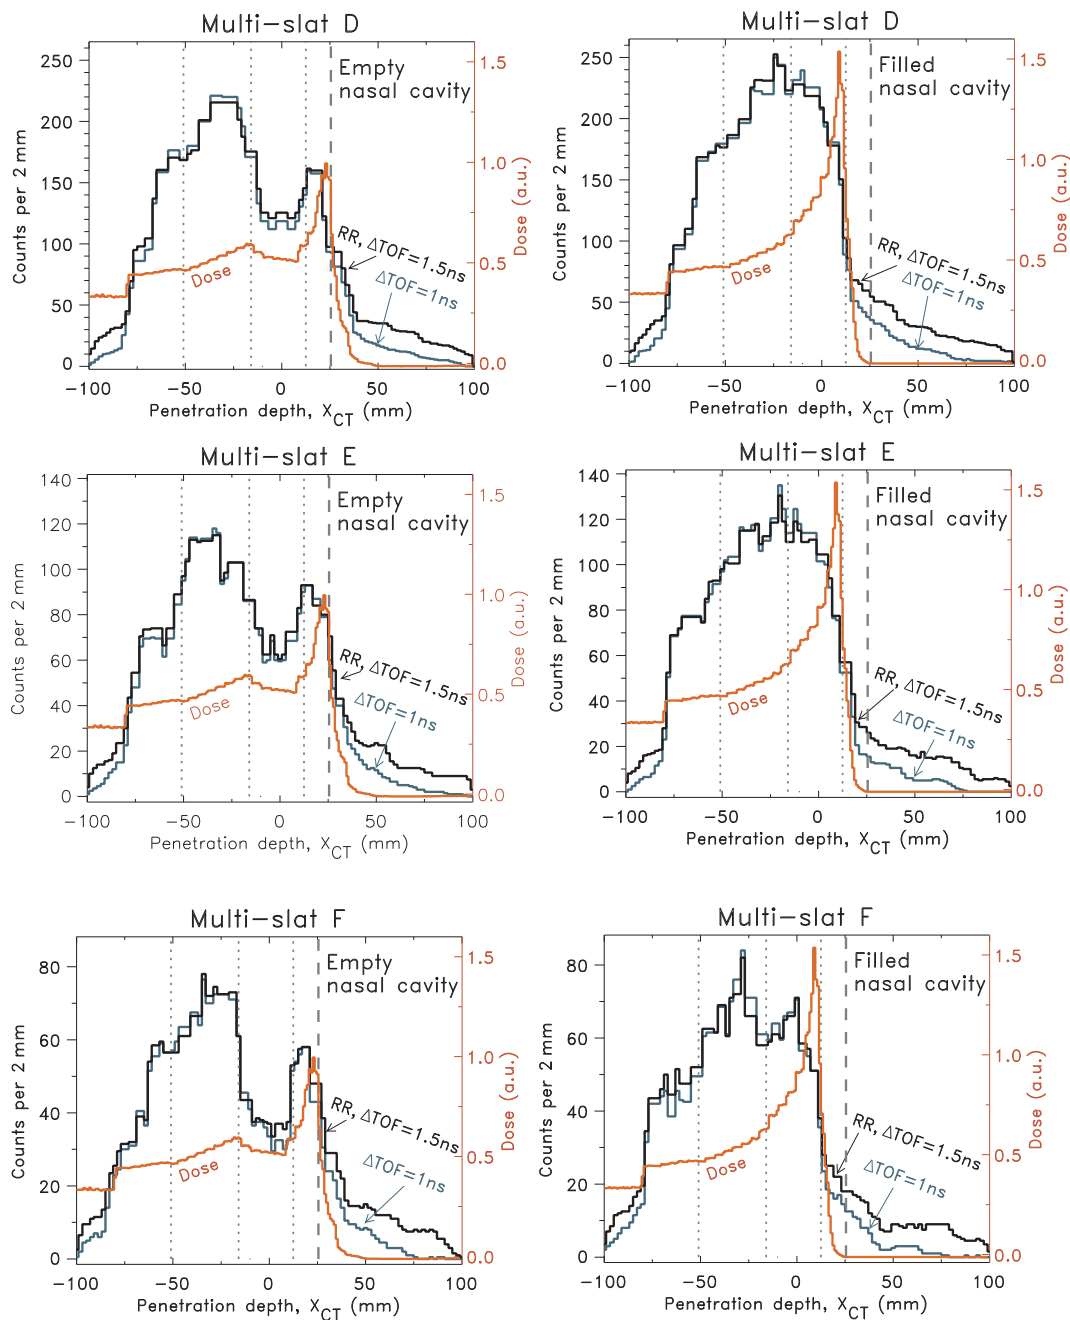 Multi-slat D
Empty
nasal cavity
Counts per 2 mm
250
200
150
100
50
0
1.5
1.0
0.5
0.0
Dose (a.u.)
RR, ΔTOF=1.5ns
ΔTOF=1ns
Dose
-100
-50
0
50
100
Penetration depth, XCT (mm)
Multi-slat D
Filled
nasal cavity
Counts per 2 mm
250
200
150
100
50
0
1.5
1.0
0.5
0.0
Dose (a.u.)
RR, ΔTOF=1.5ns
ΔTOF=1ns
Dose
-100
-50
0
50
100
Penetration depth, XCT (mm)
Multi-slat E
Empty
nasal cavity
Counts per 2 mm
140
120
100
80
60
40
20
0
1.5
1.0
0.5
0.0
Dose (a.u.)
RR, ΔTOF=1.5ns
ΔTOF=1ns
Dose
-100
-50
0
50
100
Penetration depth, XCT (mm)
Multi-slat E
Filled
nasal cavity
Counts per 2 mm
140
120
100
80
60
40
20
0
1.5
1.0
0.5
0.0
Dose (a.u.)
RR, ΔTOF=1.5ns
ΔTOF=1ns
Dose
-100
-50
0
50
100
Penetration depth, XCT (mm)
Multi-slat F
Empty
nasal cavity
Counts per 2 mm
80
60
40
20
0
1.5
1.0
0.5
0.0
Dose (a.u.)
RR, ΔTOF=1.5ns
ΔTOF=1ns
Dose
-100
-50
0
50
100
Penetration depth, XCT (mm)
Multi-slat F
Filled
nasal cavity
Counts per 2 mm
80
60
40
20
0
1.5
1.0
0.5
0.0
Dose (a.u.)
RR, ΔTOF=1.5ns
ΔTOF=1ns
Dose
-100
-50
0
50
100
Penetration depth, XCT (mm)